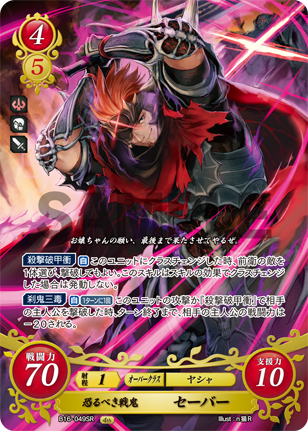 4
5
お嬢ちゃんの願い、最後まで果たさせてやるぜ。
殺撃破甲衝 自 このユニットにクラスチェンジした時、前衛の敵を
1体選び、撃破してもよい。このスキルはスキルの効果でクラスチェン
ジした場合は発動しない。
刹鬼三毒 自 1ターンに1回 このユニットの攻撃か『殺撃破甲衝』で相手
の主人公を撃破した時、ターン終了まで、相手の主人公の戦闘力は
−20される。
戦闘力
70
射程 1
オーバークラス
ヤシャ
支援力
10
恐るべき戦鬼 セーバー
B16-049SR
Illust：n猫R